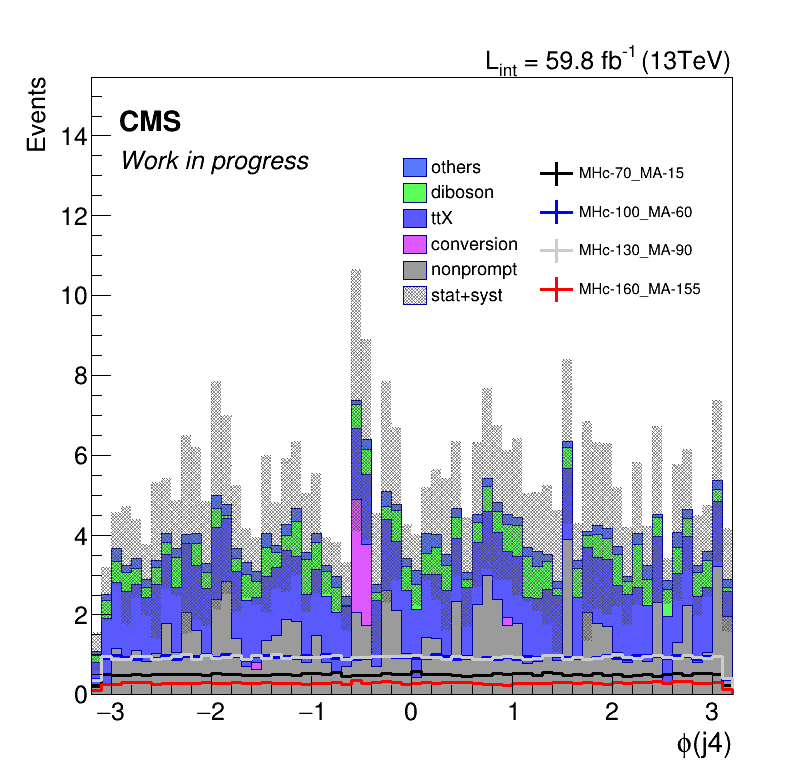 L_int = 59.8 fb^-1 (13TeV)
Events
CMS
Work in progress
others
diboson
ttX
conversion
nonprompt
stat+syst
MHc-70_MA-15
MHc-100_MA-60
MHc-130_MA-90
MHc-160_MA-155
14
12
10
8
6
4
2
0
−3 −2 −1 0 1 2 3
ϕ(j4)